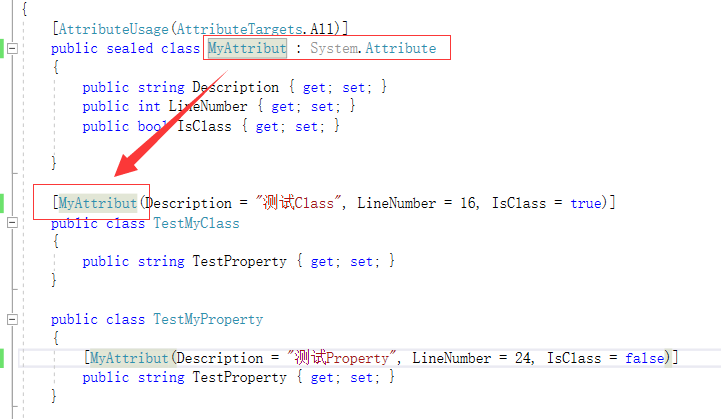 {
[AttributeUsage(AttributeTargets.All)]
public sealed class MyAttribut : System.Attribute
{
public string Description { get; set; }
public int LineNumber { get; set; }
public bool IsClass { get; set; }
}
[MyAttribut(Description = "测试Class", LineNumber = 16, IsClass = true)]
public class TestMyClass
{
public string TestProperty { get; set; }
}
public class TestMyProperty
{
[MyAttribut(Description = "测试Property", LineNumber = 24, IsClass = false)]
public string TestProperty { get; set; }
}